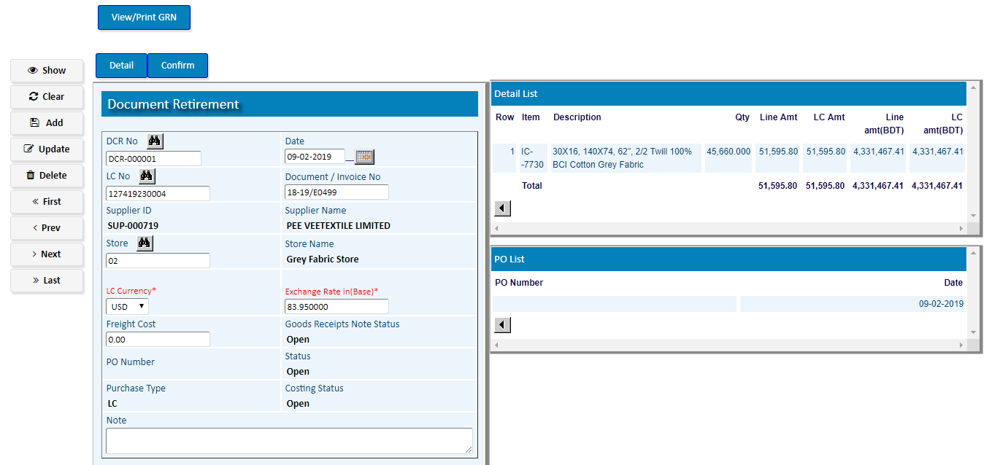 View/Print GRN
Show
Clear
Add
Update
Delete
« First
‹ Prev
› Next
» Last
Detail Confirm
Document Retirement
DCR No Date
DCR-000001 09-02-2019
LC No Document / Invoice No
127419230004 18-19/E0499
Supplier ID Supplier Name
SUP-000719 PEE VEETEXTILE LIMITED
Store Store Name
02 Grey Fabric Store
LC Currency* Exchange Rate in(Base)*
USD 83.950000
Freight Cost Goods Receipts Note Status
0.00 Open
PO Number Status
Open
Purchase Type Costing Status
LC Open
Note
Detail List
Row Item Description Qty Line Amt LC Amt Line LC
amt(BDT) amt(BDT)
1 IC- 30X16, 140X74, 62", 2/2 Twill 100% 45,660.000 51,595.80 51,595.80 4,331,467.41 4,331,467.41
-7730 BCI Cotton Grey Fabric
Total 51,595.80 51,595.80 4,331,467.41 4,331,467.41
PO List
PO Number Date
09-02-2019